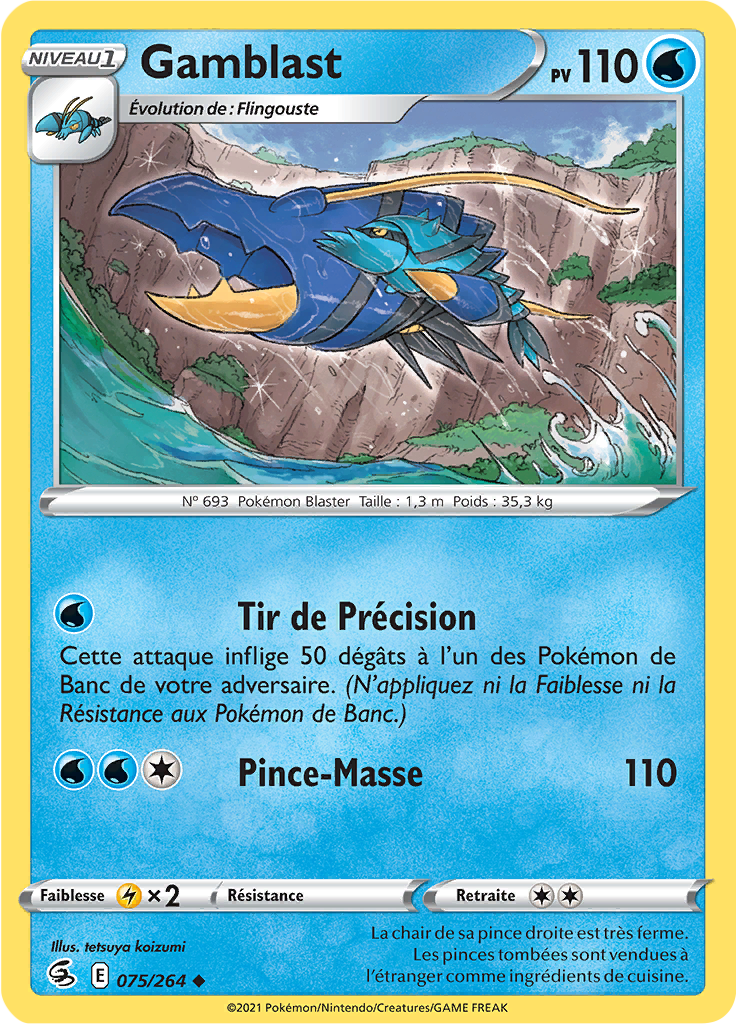 NIVEAU 1
Gamblast
PV 110
Évolution de : Flingouste
N° 693 Pokémon Blaster Taille : 1,3 m Poids : 35,3 kg
Tir de Précision
Cette attaque inflige 50 dégâts à l'un des Pokémon de
Banc de votre adversaire. (N'appliquez ni la Faiblesse ni la
Résistance aux Pokémon de Banc.)
Pince-Masse 110
Faiblesse ×2 Résistance Retraite
Illus. tetsuya koizumi
E 075/264
La chair de sa pince droite est très ferme.
Les pinces tombées sont vendues à
l'étranger comme ingrédients de cuisine.
©2021 Pokémon/Nintendo/Creatures/GAME FREAK